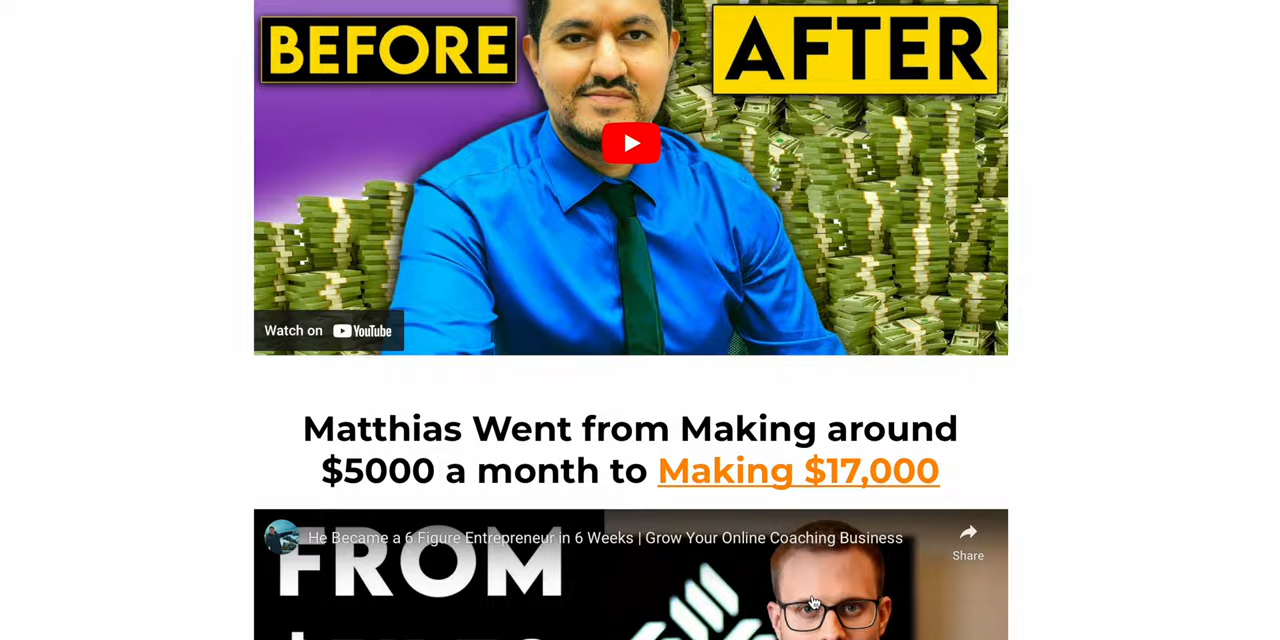 BEFORE
AFTER
Watch on YouTube
Matthias Went from Making around
$5000 a month to Making $17,000
He Became a 6 Figure Entrepreneur in 6 Weeks | Grow Your Online Coaching Business
Share
FROM